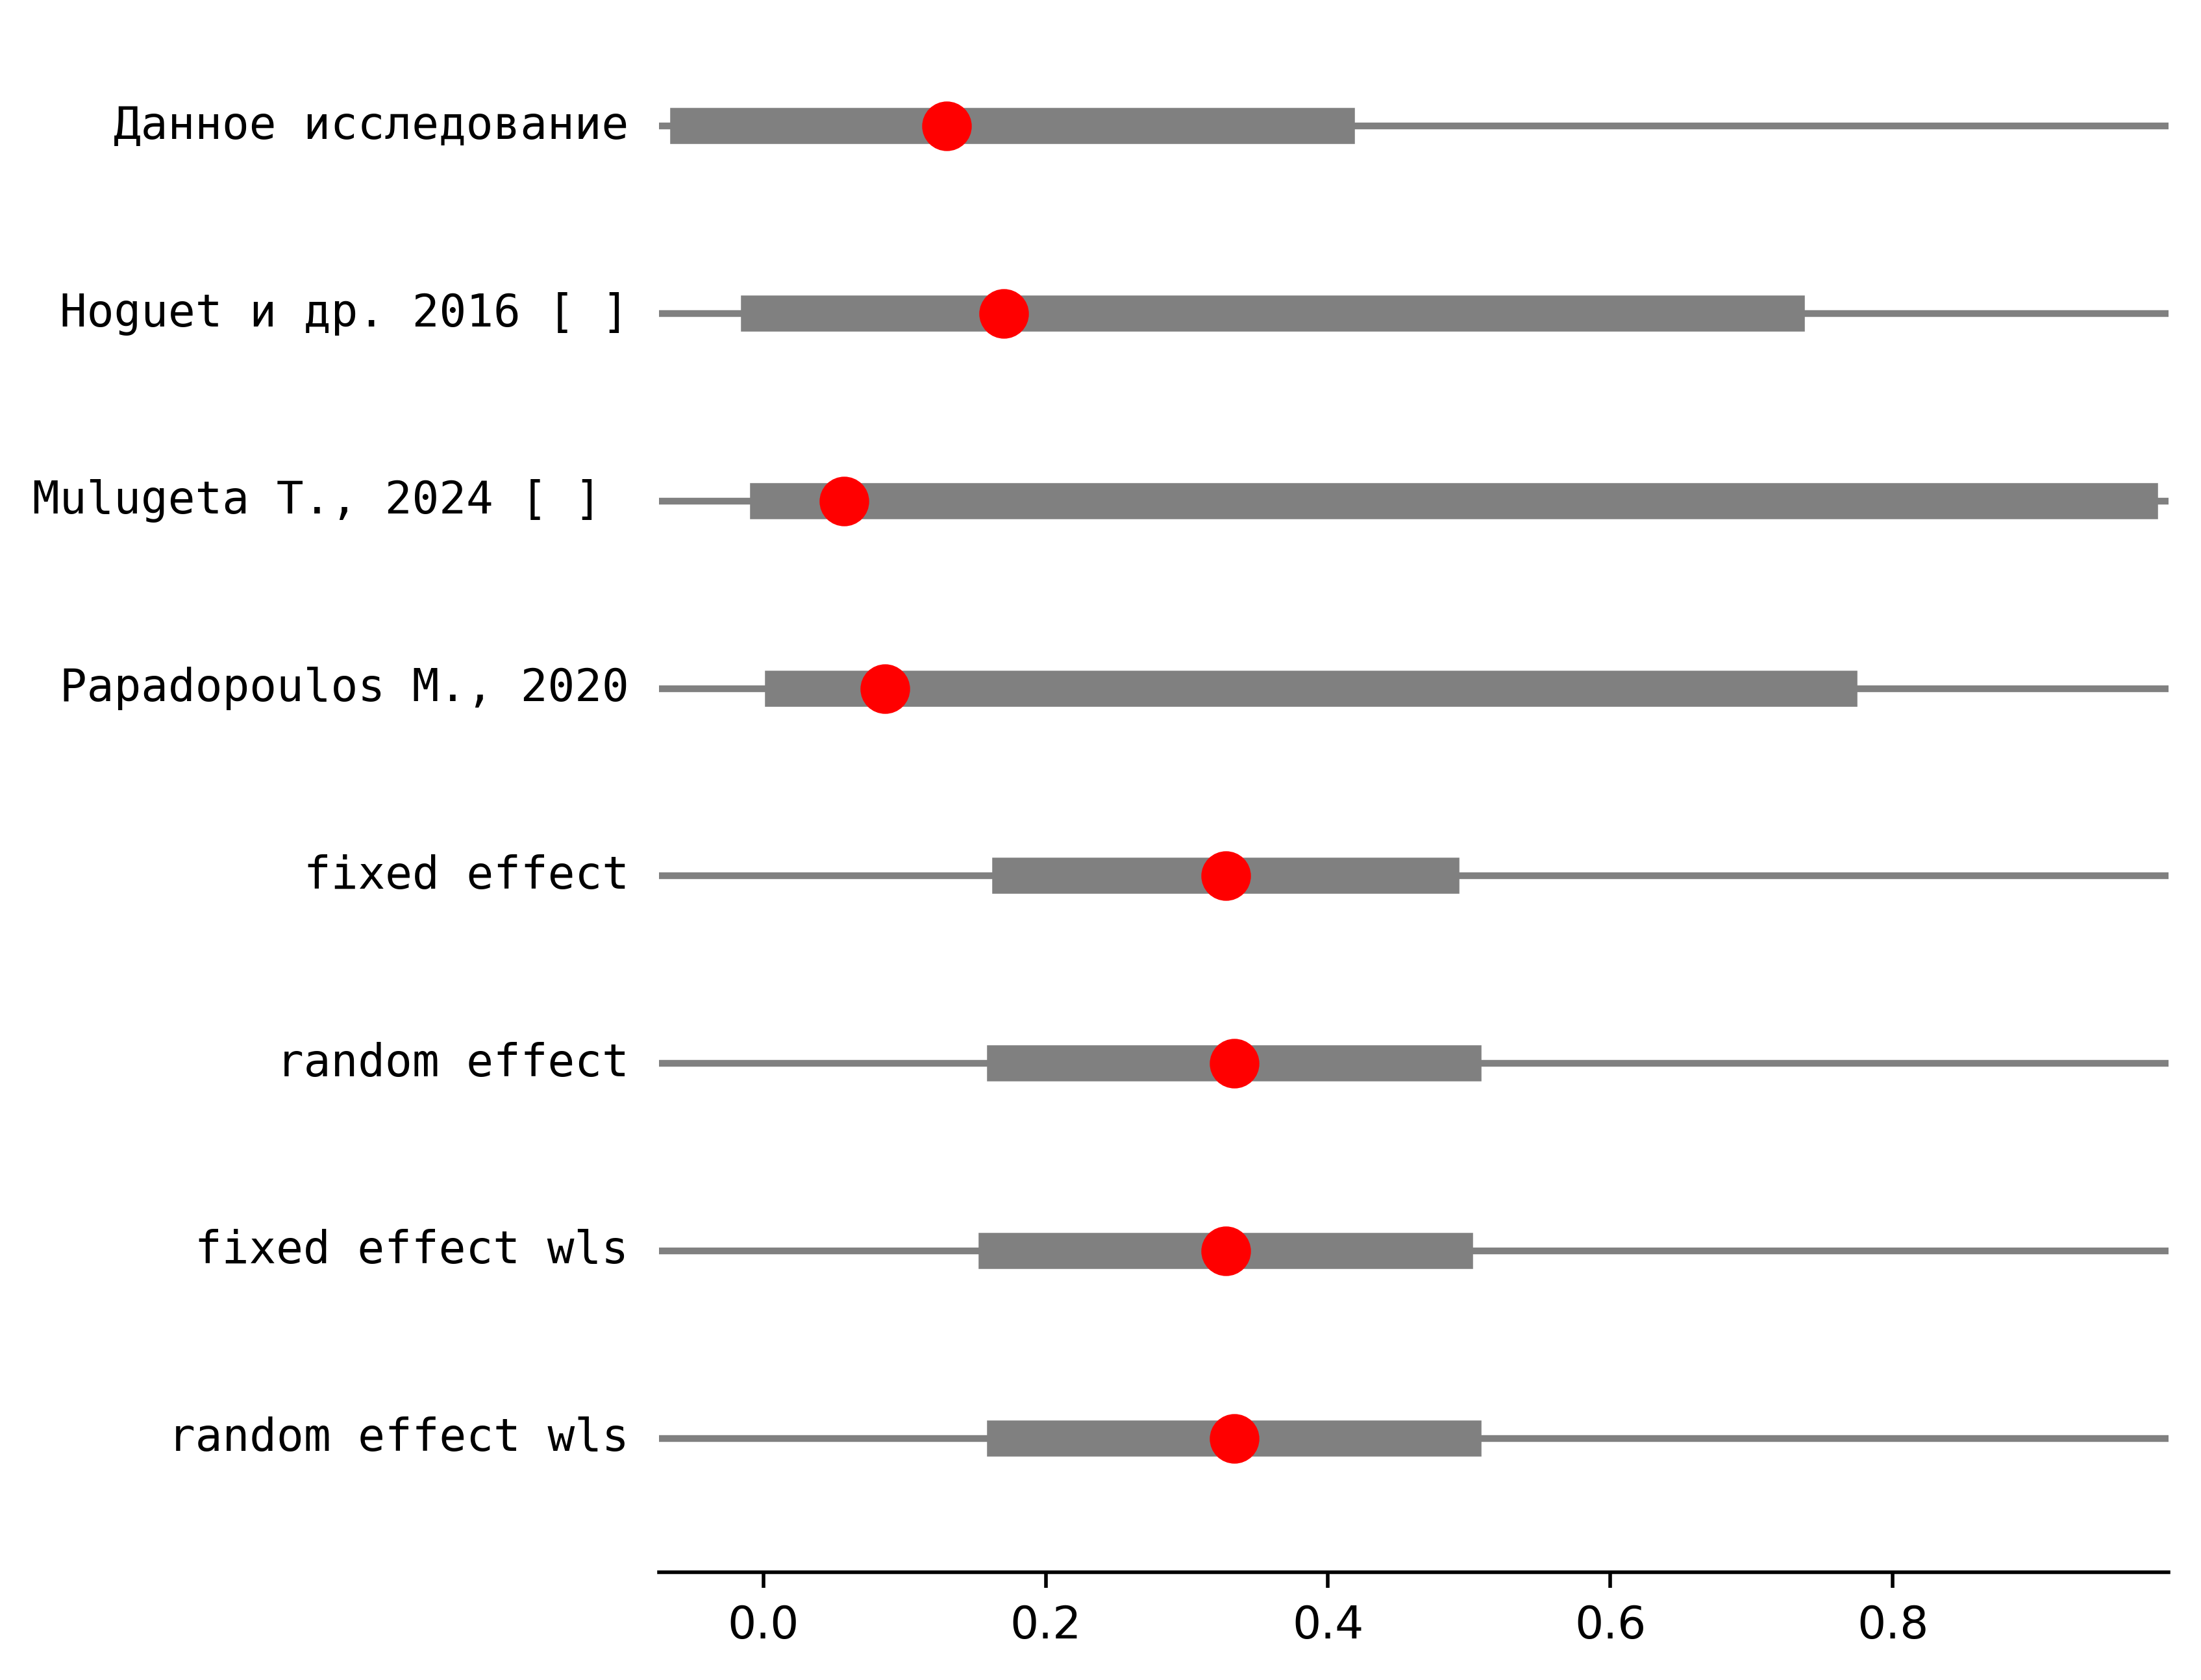 Данное исследование
Hoguet и др. 2016 [ ]
Mulugeta T., 2024 [ ]
Papadopoulos M., 2020
fixed effect
random effect
fixed effect wls
random effect wls
0.0 0.2 0.4 0.6 0.8